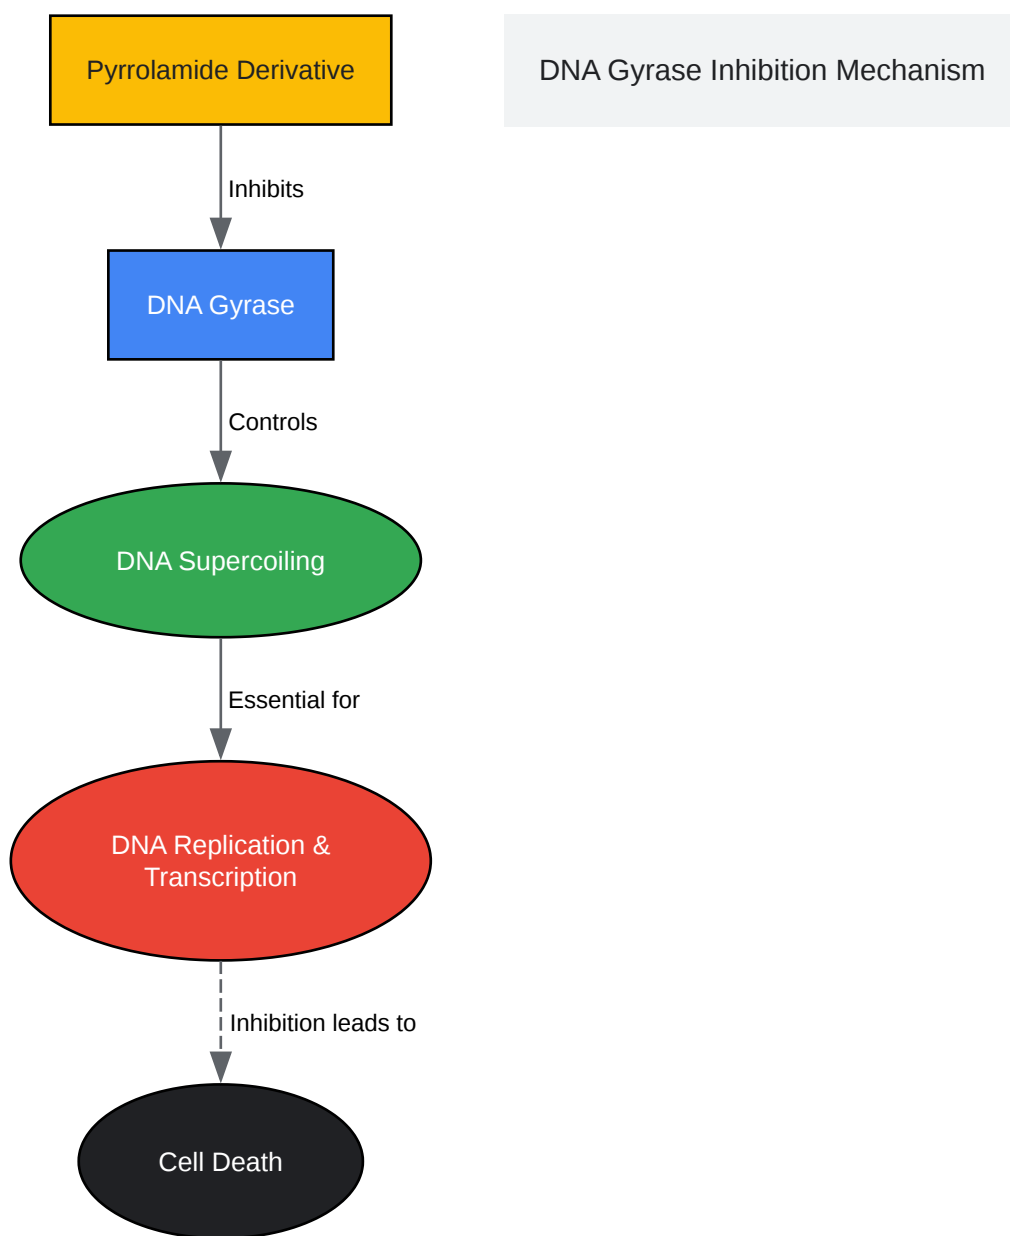 Pyrrolamide Derivative
DNA Gyrase Inhibition Mechanism
Inhibits
DNA Gyrase
Controls
DNA Supercoiling
Essential for
DNA Replication &
Transcription
Inhibition leads to
Cell Death